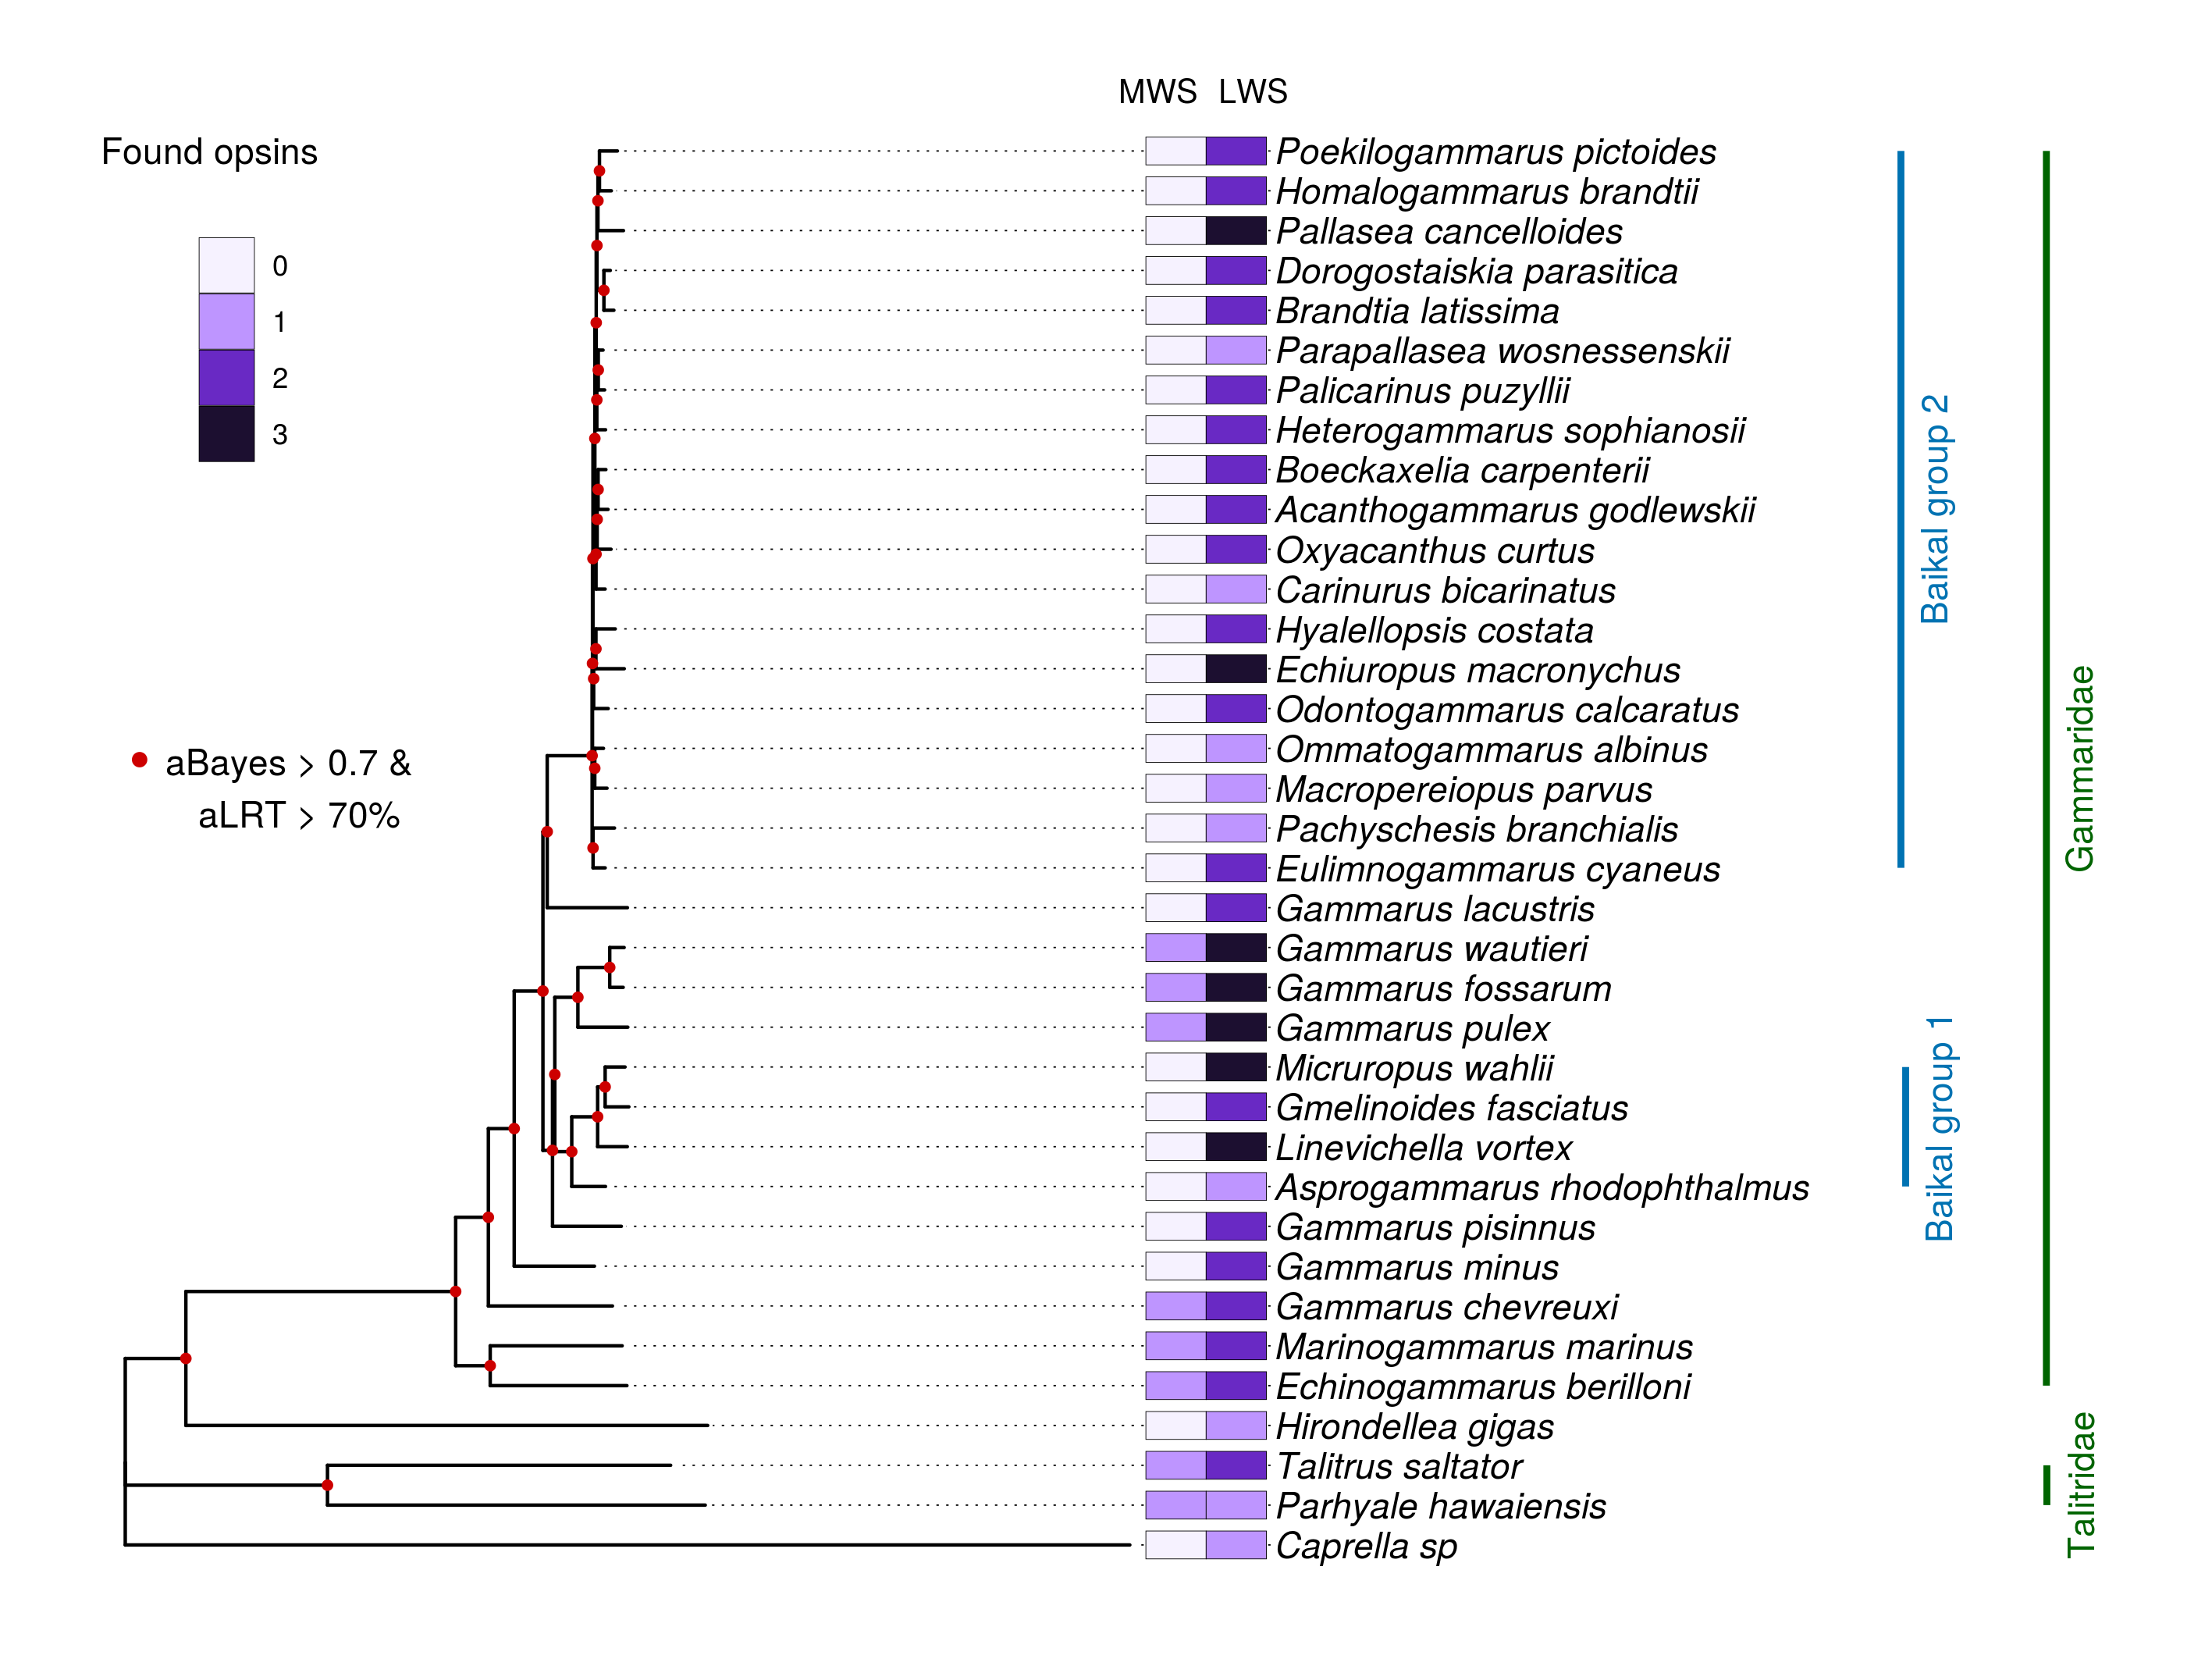 MWS LWS
Found opsins
0
1
2
3
aBayes > 0.7 &
aLRT > 70%
Poekilogammarus pictoides
Homalogammarus brandtii
Pallasea cancelloides
Dorogostaiskia parasitica
Brandtia latissima
Parapallasea wosnessenskii
Palicarinus puzyllii
Heterogammarus sophianosii
Boeckaxelia carpenterii
Acanthogammarus godlewskii
Oxyacanthus curtus
Carinurus bicarinatus
Hyalellopsis costata
Echiuropus macronychus
Odontogammarus calcaratus
Ommatogammarus albinus
Macropereiopus parvus
Pachyschesis branchialis
Eulimnogammarus cyaneus
Gammarus lacustris
Gammarus wautieri
Gammarus fossarum
Gammarus pulex
Micruropus wahlii
Gmelinoides fasciatus
Linevichella vortex
Asprogammarus rhodophthalmus
Gammarus pisinnus
Gammarus minus
Gammarus chevreuxi
Marinogammarus marinus
Echinogammarus berilloni
Hirondellea gigas
Talitrus saltator
Parhyale hawaiensis
Caprella sp
Baikal group 2
Baikal group 1
Gammaridae
Talitridae